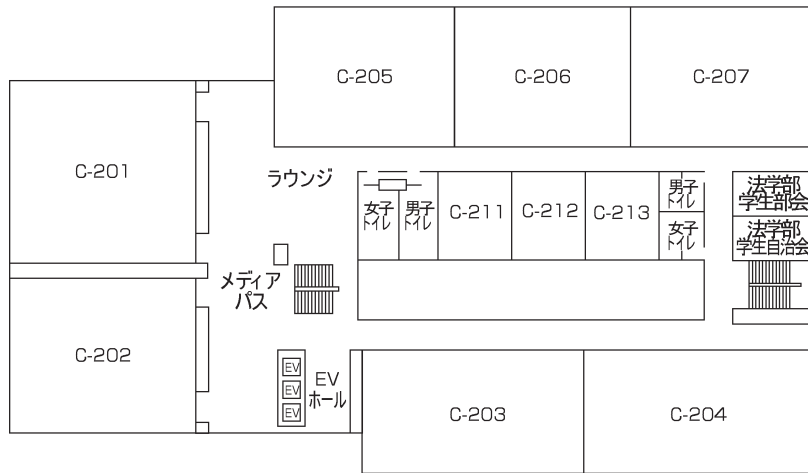 C-205
C-206
C-207
C-201
ラウンジ
女子
トイレ
男子
トイレ
C-211
C-212
C-213
男子
トイレ
女子
トイレ
法学部
学生部会
法学部
学生自治会
メディア
パス
C-202
EV
EV
EV
EV
ホール
C-203
C-204